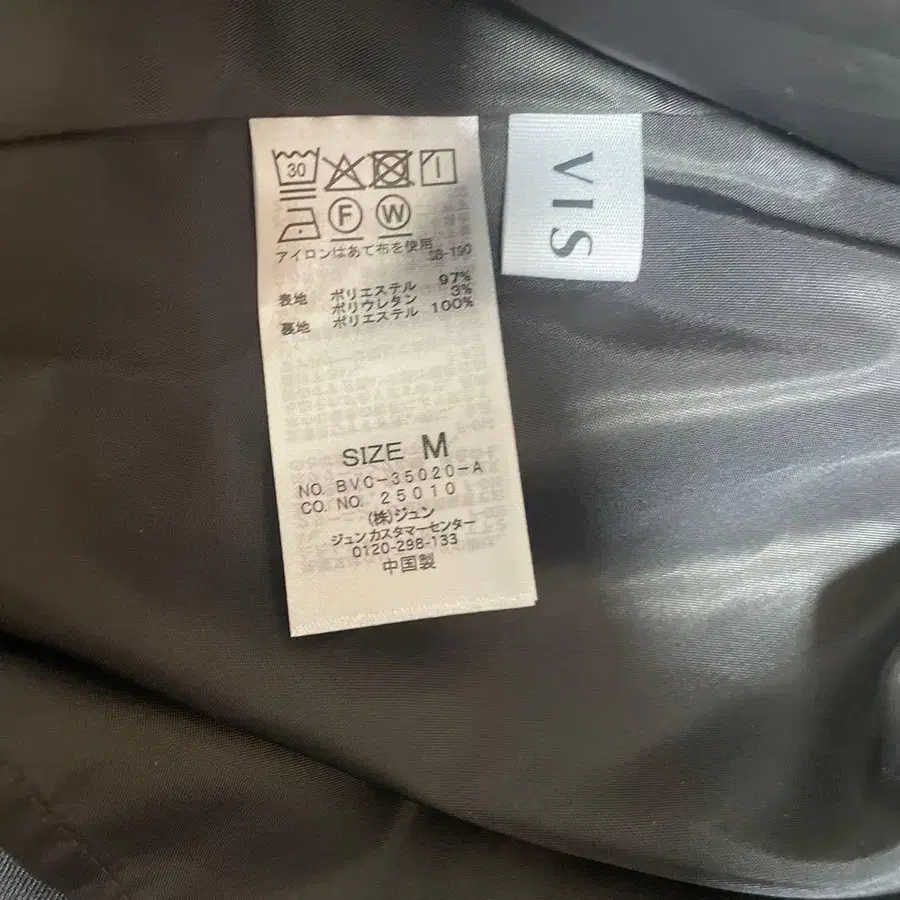 30
F W
アイロンはあて布を使用
SB-190
表地 ポリエステル 97%
ポリウレタン 3%
裏地 ポリエステル 100%
SIZE M
NO. BVC-35020-A
CO. NO. 25010
(株)ジュン
ジュンカスタマーセンター
0120-298-133
中国製
VIS